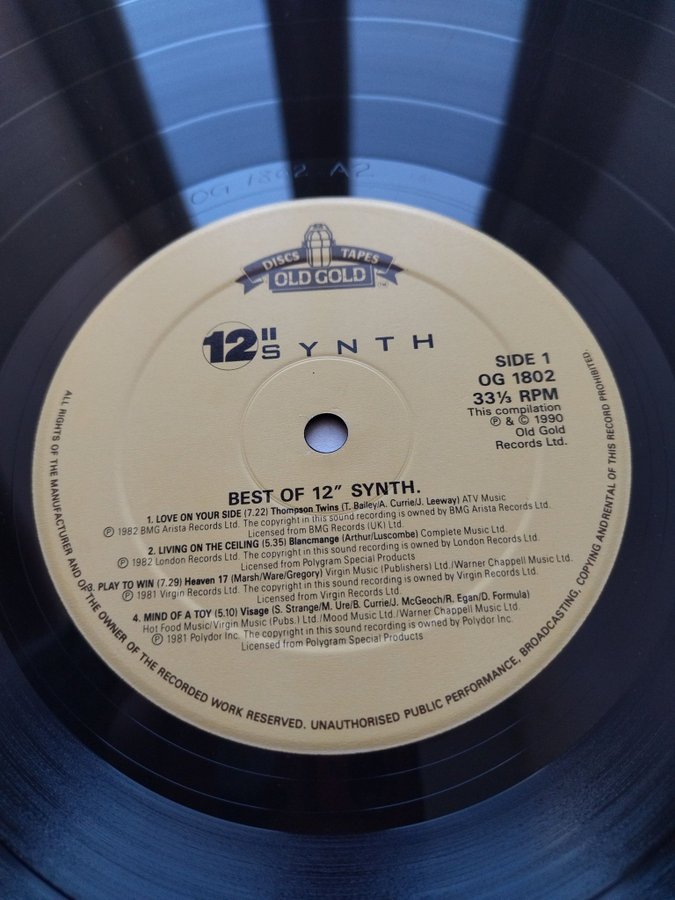 OG 1802 A2
DISCS TAPES
OLD GOLD
™
12" SYNTH
SIDE 1
OG 1802
33⅓ RPM
This compilation
℗ & © 1990
Old Gold
Records Ltd.
BEST OF 12" SYNTH.
1. LOVE ON YOUR SIDE (7.22) Thompson Twins (T. Bailey/A. Currie/J. Leeway) ATV Music
℗ 1982 BMG Arista Records Ltd. The copyright in this sound recording is owned by BMG Arista Records Ltd.
Licensed from BMG Records (UK) Ltd.
2. LIVING ON THE CEILING (5.35) Blancmange (Arthur/Luscombe) Complete Music Ltd.
℗ 1982 London Records Ltd. The copyright in this sound recording is owned by London Records Ltd.
Licensed from Polygram Special Products
3. PLAY TO WIN (7.29) Heaven 17 (Marsh/Ware/Gregory) Virgin Music (Publishers) Ltd./Warner Chappell Music Ltd.
℗ 1981 Virgin Records Ltd. The copyright in this sound recording is owned by Virgin Records Ltd.
Licensed from Virgin Records Ltd.
4. MIND OF A TOY (5.10) Visage (S. Strange/M. Ure/B. Currie/J. McGeoch/R. Egan/D. Formula)
Hot Food Music/Virgin Music (Pubs.) Ltd./Mood Music Ltd./Warner Chappell Music Ltd.
℗ 1981 Polydor Inc. The copyright in this sound recording is owned by Polydor Inc.
Licensed from Polygram Special Products
ALL RIGHTS OF THE MANUFACTURER AND OF THE OWNER OF THE RECORDED WORK RESERVED. UNAUTHORISED PUBLIC PERFORMANCE, BROADCASTING, COPYING AND RENTAL OF THIS RECORD PROHIBITED.